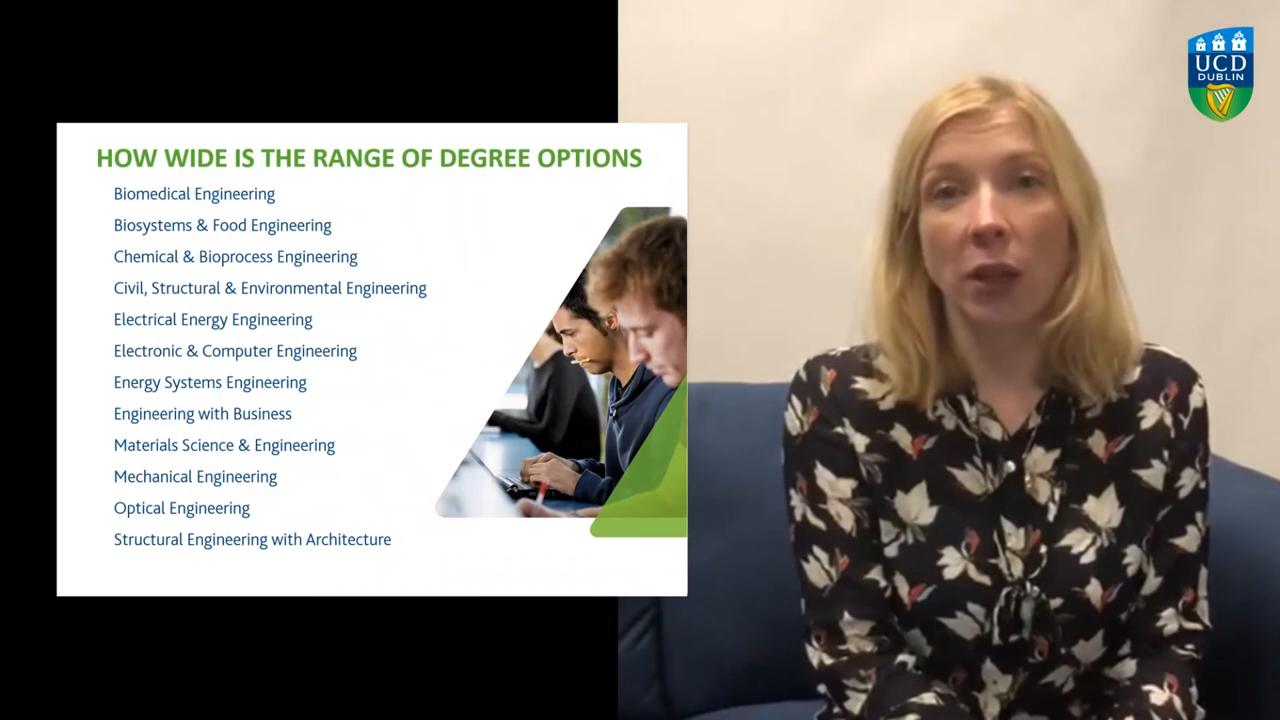 HOW WIDE IS THE RANGE OF DEGREE OPTIONS
Biomedical Engineering
Biosystems & Food Engineering
Chemical & Bioprocess Engineering
Civil, Structural & Environmental Engineering
Electrical Energy Engineering
Electronic & Computer Engineering
Energy Systems Engineering
Engineering with Business
Materials Science & Engineering
Mechanical Engineering
Optical Engineering
Structural Engineering with Architecture
UCD
DUBLIN